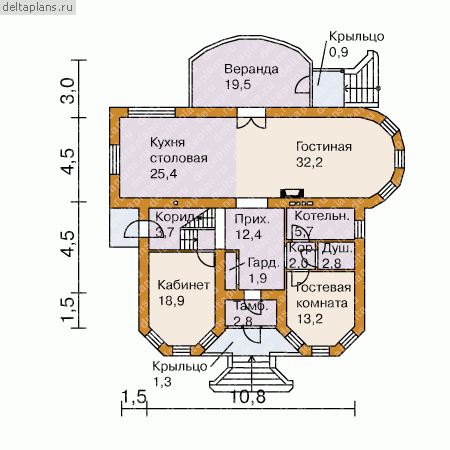 deltaplans.ru
Крыльцо
0,9
Веранда
19,5
3,0
Кухня
столовая
25,4
Гостиная
32,2
4,5
Корид.
3,7
Прих.
12,4
Котельн.
5,7
4,5
Кор.
2,0
Душ.
2,8
Гард.
1,9
Кабинет
18,9
Гостевая
комната
13,2
Тамб.
2,8
1,5
Крыльцо
1,3
1,5
10,8